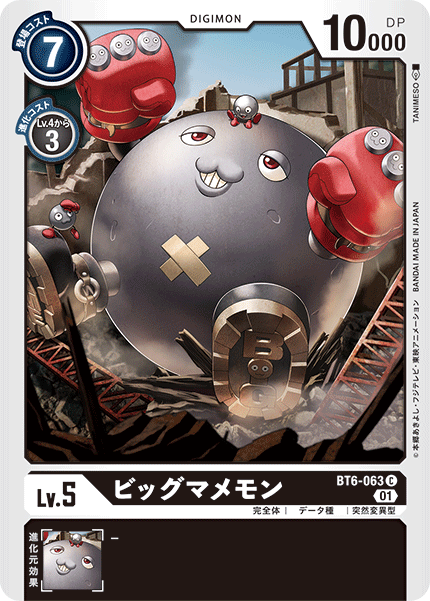 登場コスト
7
DIGIMON
10000
DP
進化コスト
Lv.4から
3
TANIMESO
©本郷あきよし・フジテレビ・東映アニメーション BANDAI MADE IN JAPAN
BIG
Lv.5
ビッグマメモン
BT6-063 C
01
完全体 | データ種 | 突然変異型
進化元効果
-